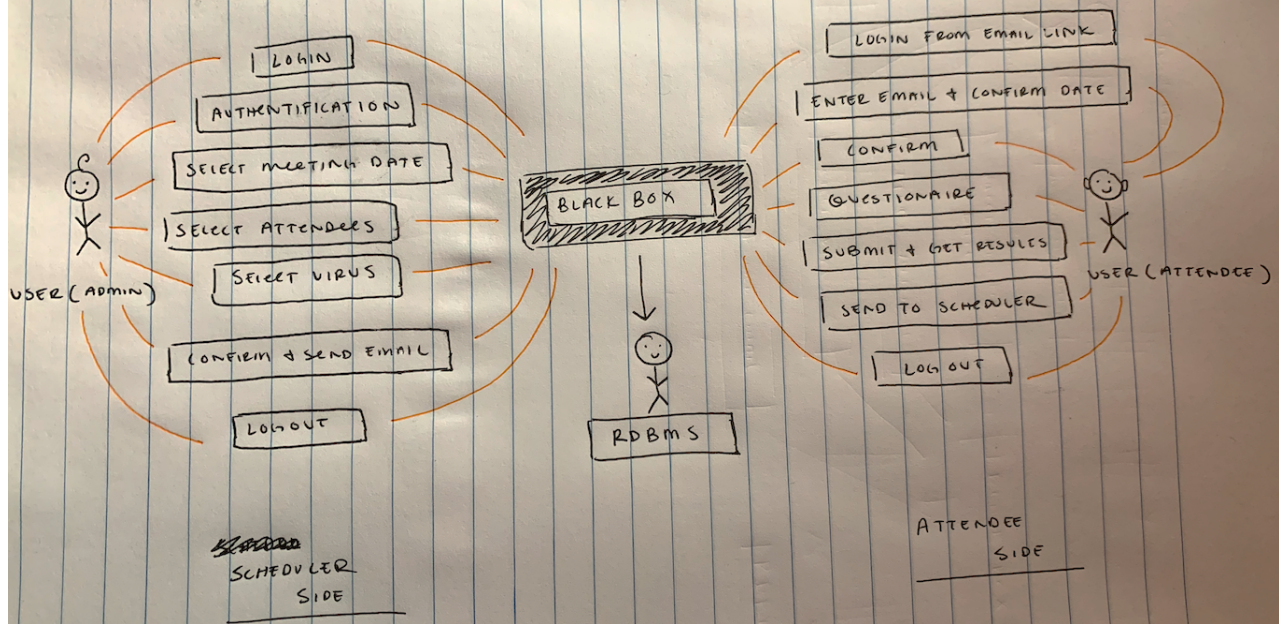 LOGIN
AUTHENTIFICATION
SELECT MEETING DATE
SELECT ATTENDEES
SELECT VIRUS
USER (ADMIN)
CONFIRM & SEND EMAIL
LOGOUT
SCHEDULER
SIDE
BLACK BOX
RDBMS
LOGIN FROM EMAIL LINK
ENTER EMAIL & CONFIRM DATE
CONFIRM
QUESTIONAIRE
SUBMIT & GET RESULTS
USER (ATTENDEE)
SEND TO SCHEDULER
LOGOUT
ATTENDEE
SIDE